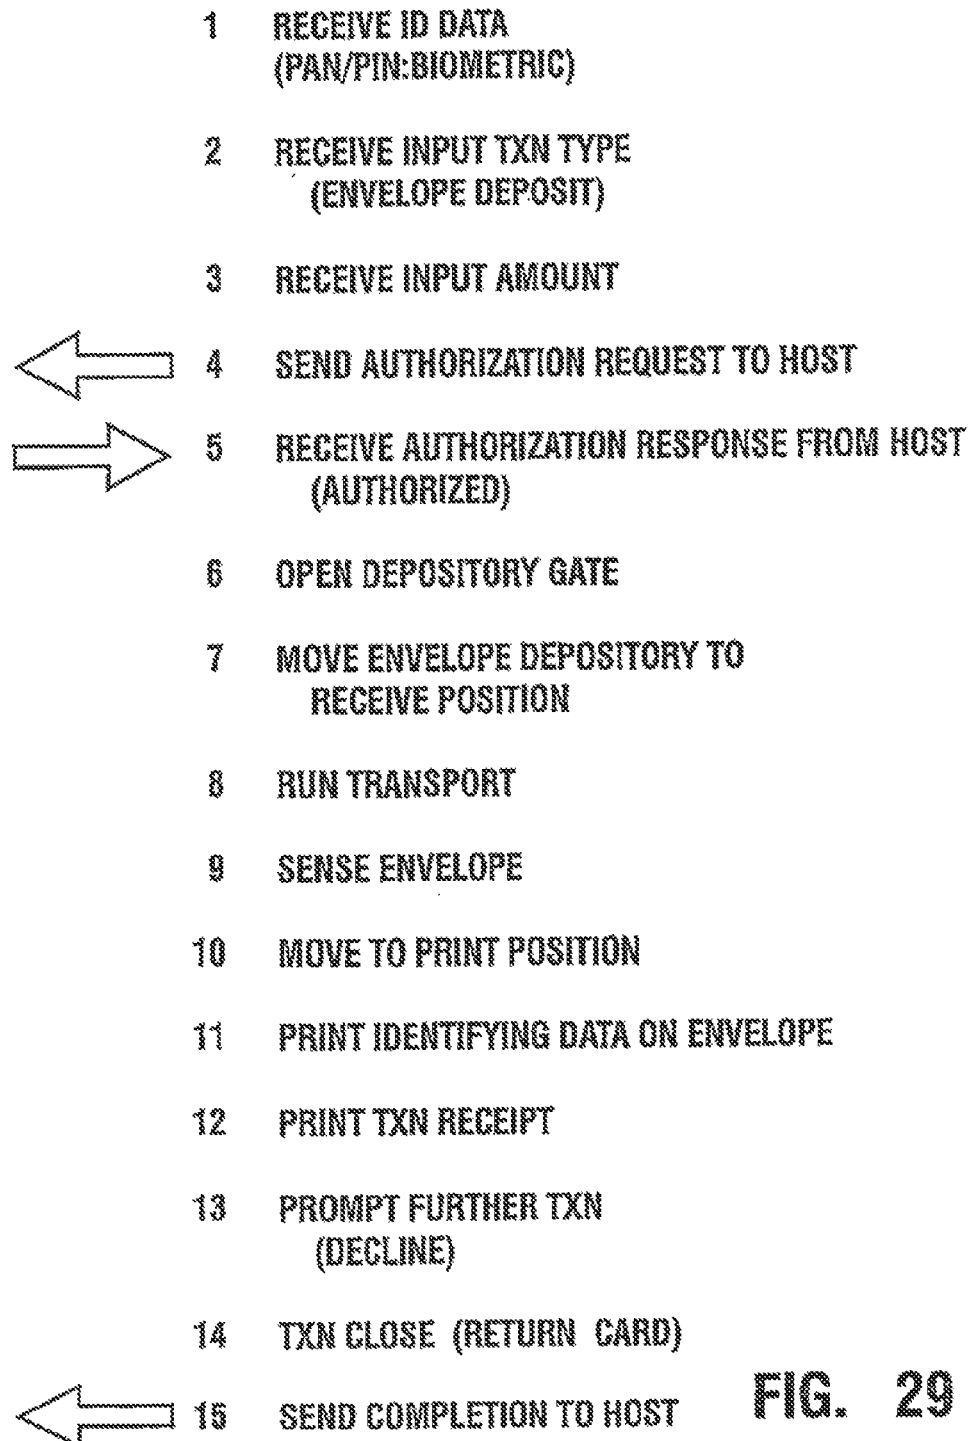 1 RECEIVE ID DATA
(PAN/PIN:BIOMETRIC)
2 RECEIVE INPUT TXN TYPE
(ENVELOPE DEPOSIT)
3 RECEIVE INPUT AMOUNT
4 SEND AUTHORIZATION REQUEST TO HOST
5 RECEIVE AUTHORIZATION RESPONSE FROM HOST
(AUTHORIZED)
6 OPEN DEPOSITORY GATE
7 MOVE ENVELOPE DEPOSITORY TO
RECEIVE POSITION
8 RUN TRANSPORT
9 SENSE ENVELOPE
10 MOVE TO PRINT POSITION
11 PRINT IDENTIFYING DATA ON ENVELOPE
12 PRINT TXN RECEIPT
13 PROMPT FURTHER TXN
(DECLINE)
14 TXN CLOSE (RETURN CARD)
15 SEND COMPLETION TO HOST
FIG. 29